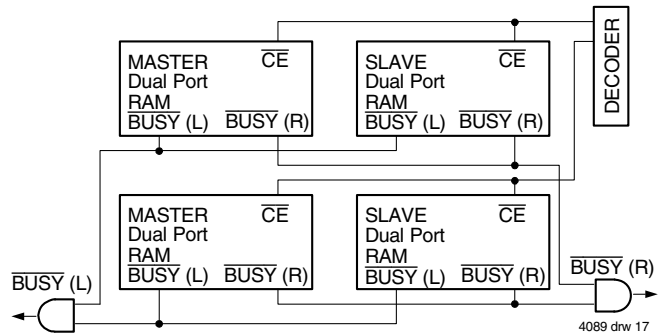 MASTER
Dual Port
RAM
BUSY (L)
CE
BUSY (R)
SLAVE
Dual Port
RAM
BUSY (L)
CE
BUSY (R)
DECODER
MASTER
Dual Port
RAM
BUSY (L)
CE
BUSY (R)
SLAVE
Dual Port
RAM
BUSY (L)
CE
BUSY (R)
BUSY (L)
BUSY (R)
4089 drw 17